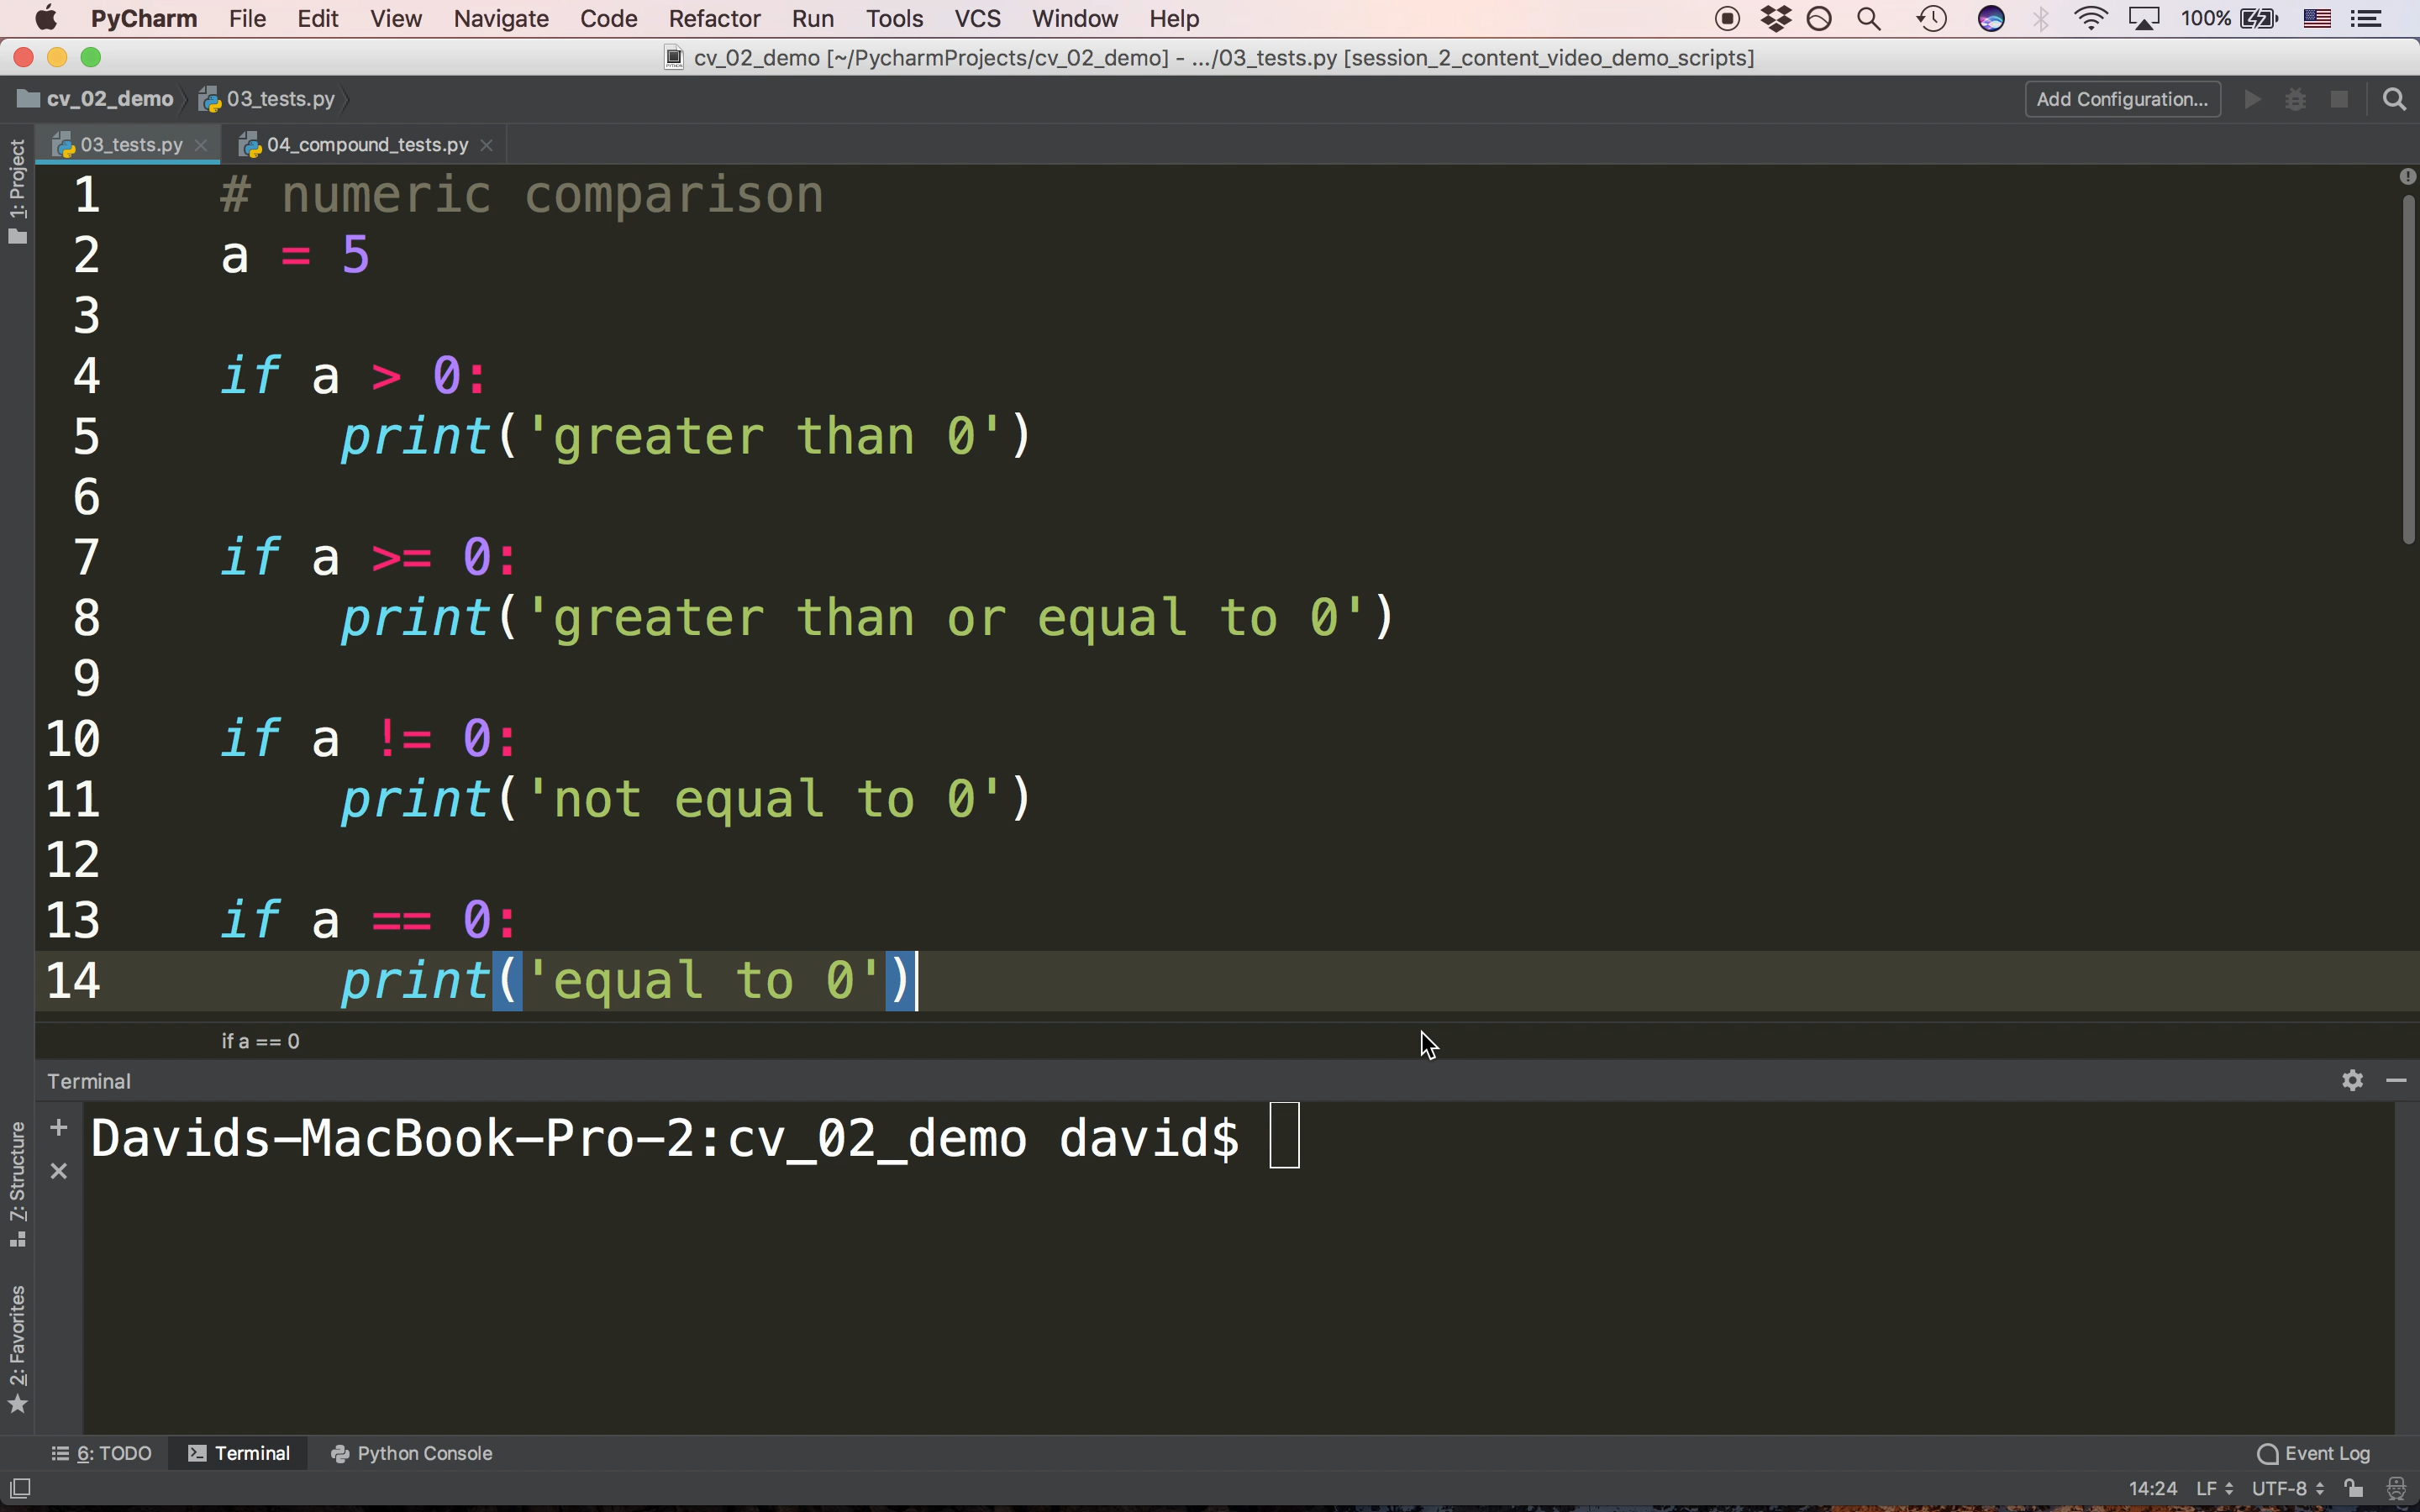 PyCharm File Edit View Navigate Code Refactor Run Tools VCS Window Help 100%
cv_02_demo [~/PycharmProjects/cv_02_demo] - .../03_tests.py [session_2_content_video_demo_scripts]
cv_02_demo 03_tests.py Add Configuration...
03_tests.py 04_compound_tests.py
1: Project
1 # numeric comparison
2 a = 5
3
4 if a > 0:
5     print('greater than 0')
6
7 if a >= 0:
8     print('greater than or equal to 0')
9
10 if a != 0:
11     print('not equal to 0')
12
13 if a == 0:
14     print('equal to 0')
if a == 0
Terminal
Davids-MacBook-Pro-2:cv_02_demo david$
7: Structure
2: Favorites
6: TODO Terminal Python Console Event Log
14:24 LF UTF-8